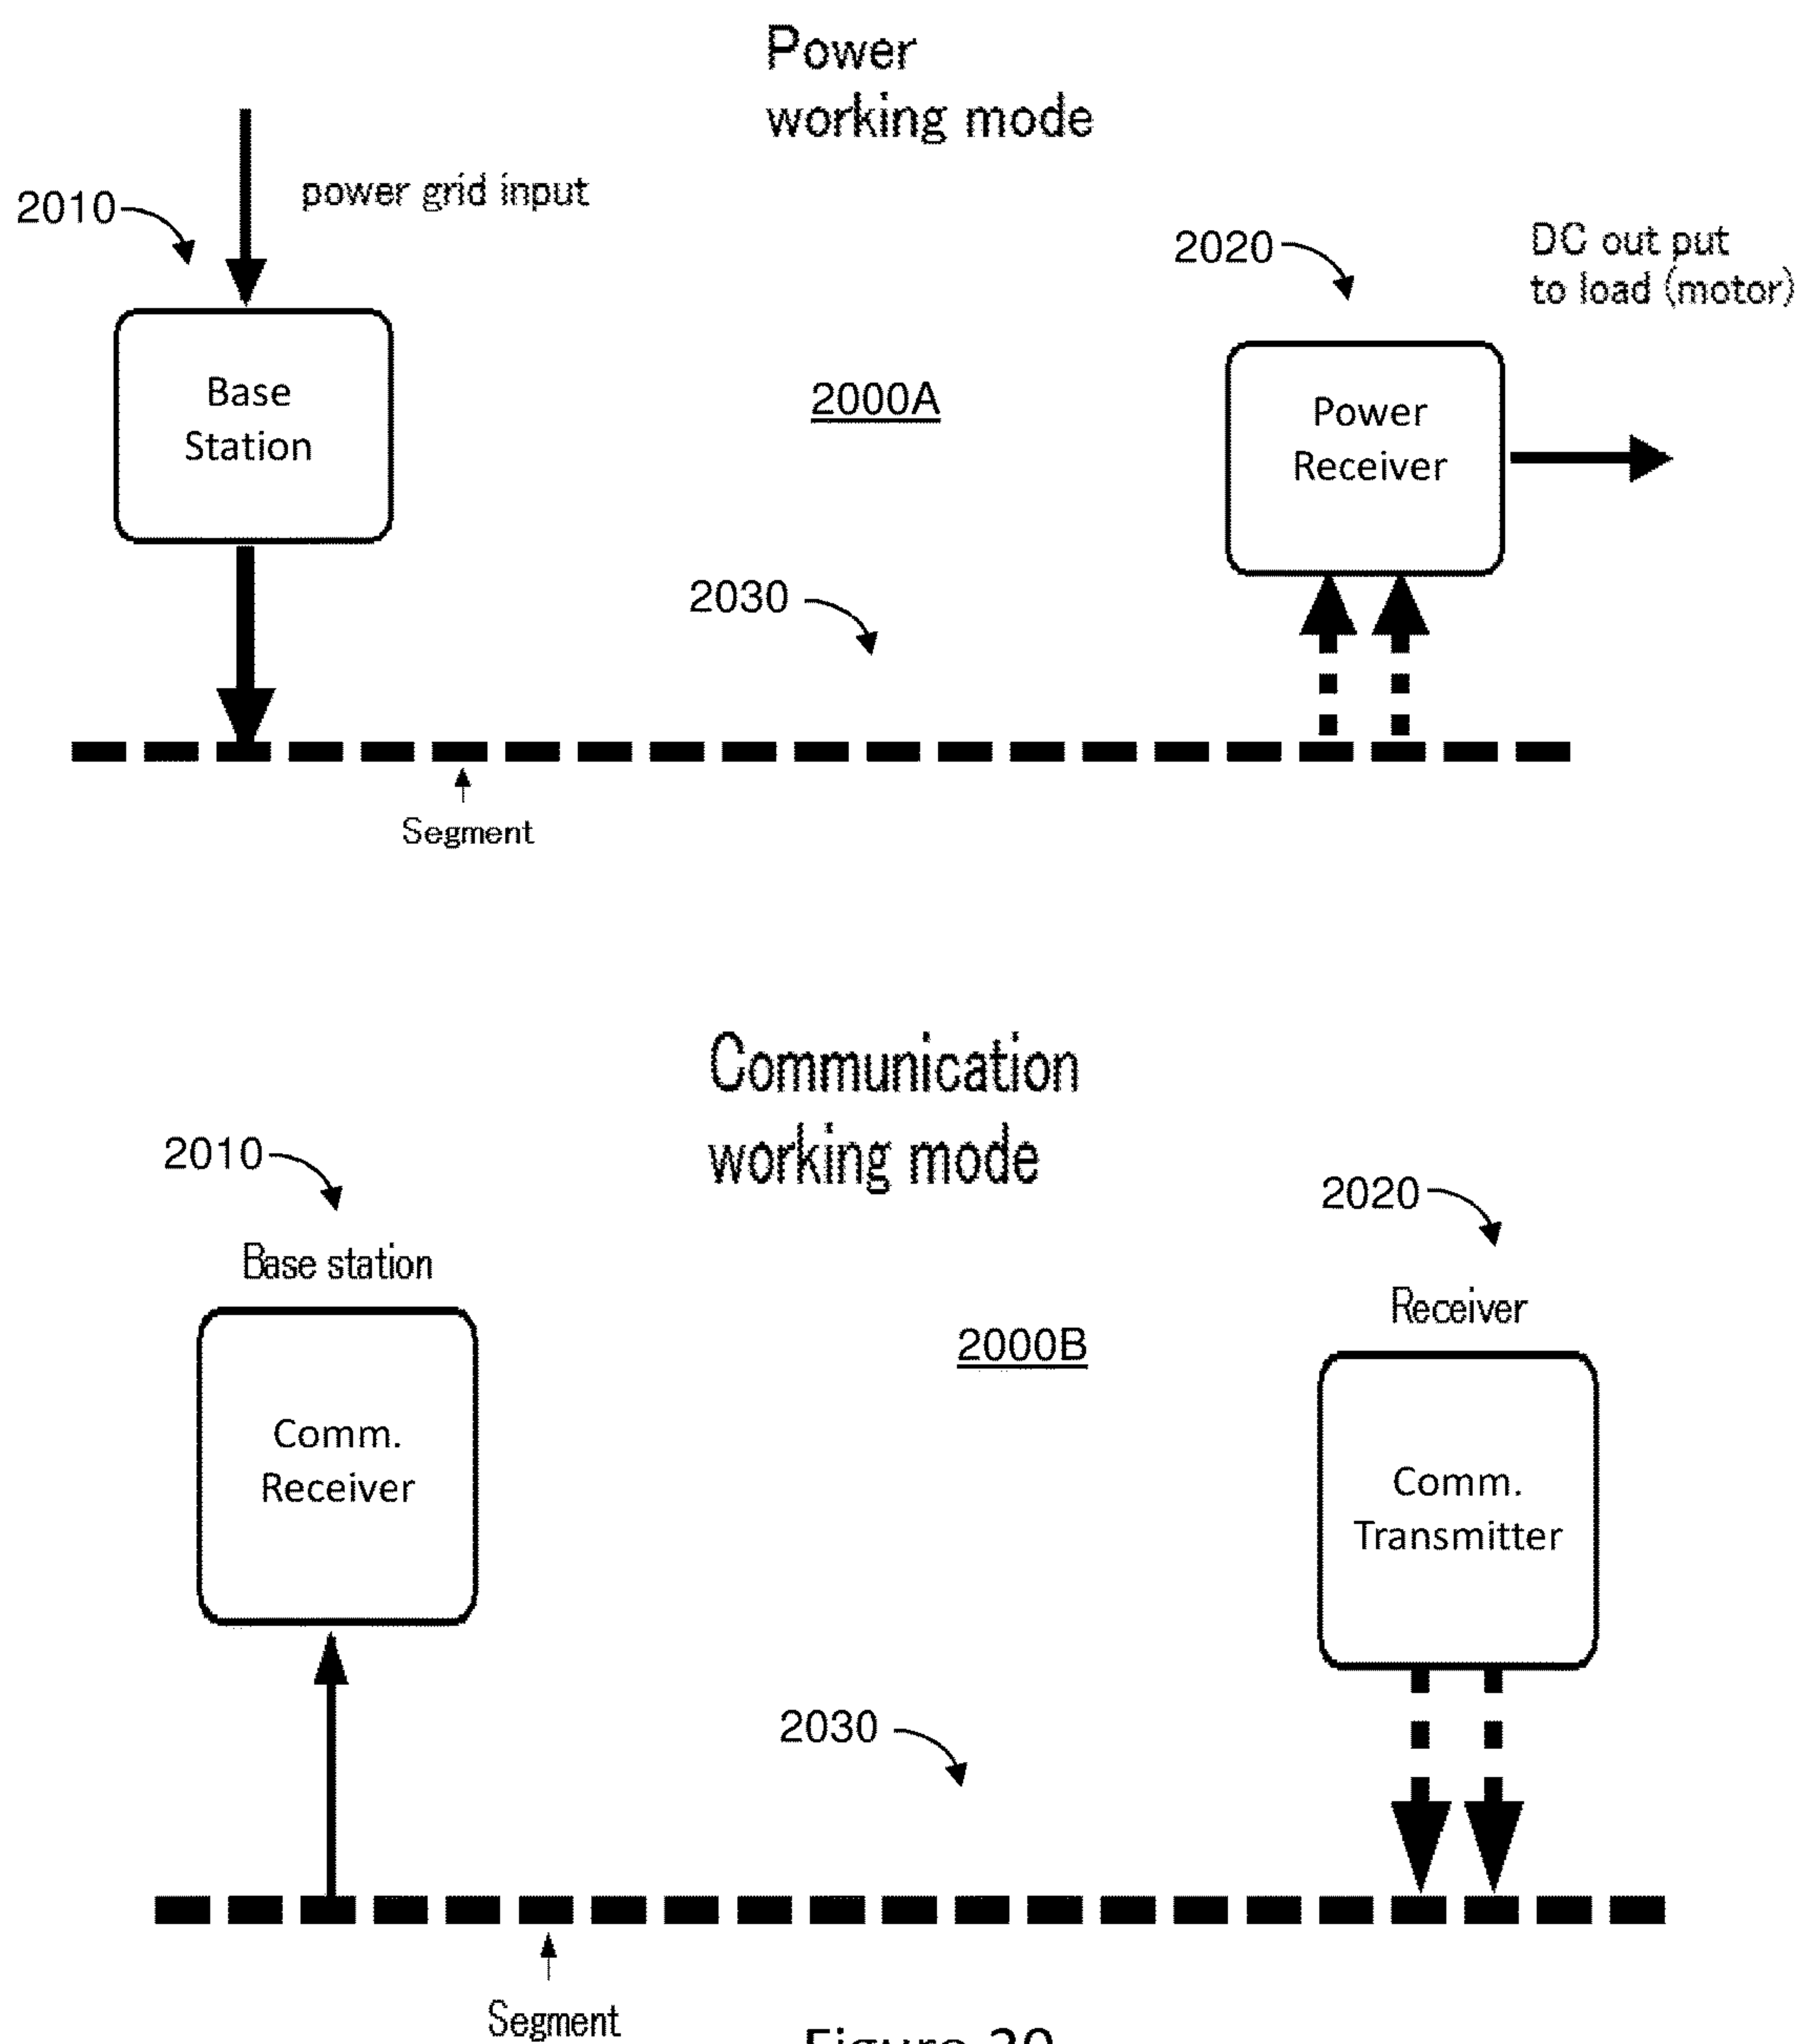 Power
working mode
power grid input
2010
2020
DC out put
to load (motor)
Base
Station
2000A
Power
Receiver
2030
Segment
Communication
working mode
2010
2020
Base station
Receiver
2000B
Comm.
Receiver
Comm.
Transmitter
2030
Segment